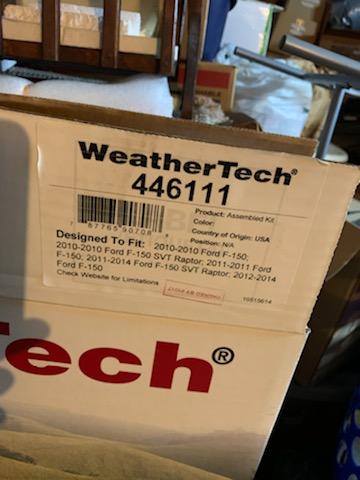 WeatherTech®
446111
Product: Assembled Kit
Color:
Country of Origin: USA
Position: N/A
Designed To Fit: 2010-2010 Ford F-150;
2010-2010 Ford F-150 SVT Raptor; 2011-2011 Ford
F-150; 2011-2014 Ford F-150 SVT Raptor; 2012-2014
Ford F-150
Check Website for Limitations
Tech®